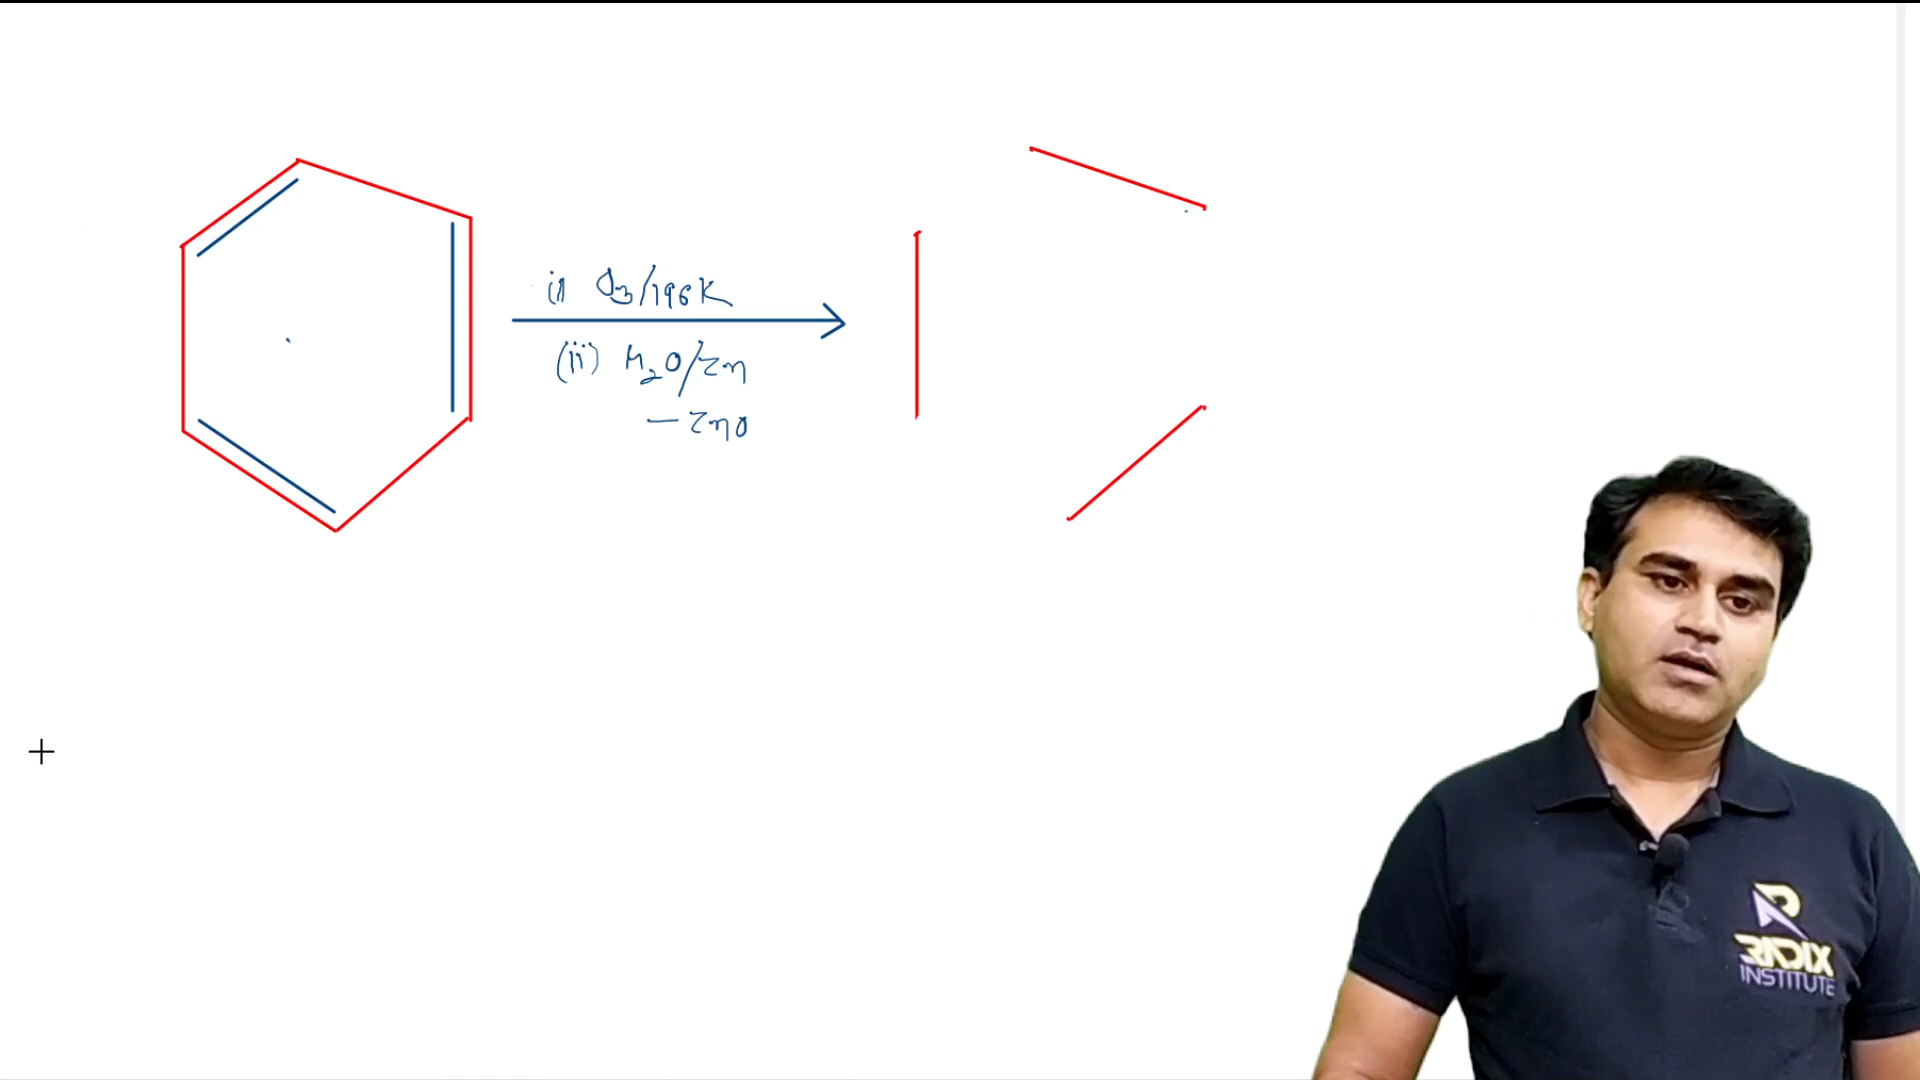 (i) O₃/196K
(ii) H₂O/Zn
— ZnO
RADIX
INSTITUTE